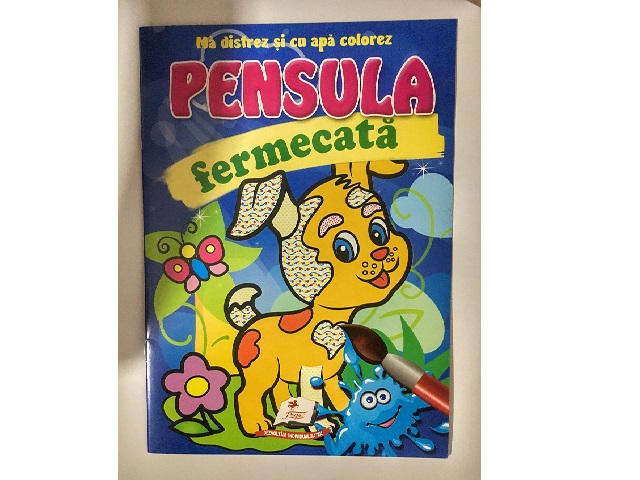 Mă distrez și cu apă colorez
PENSULA
fermecată